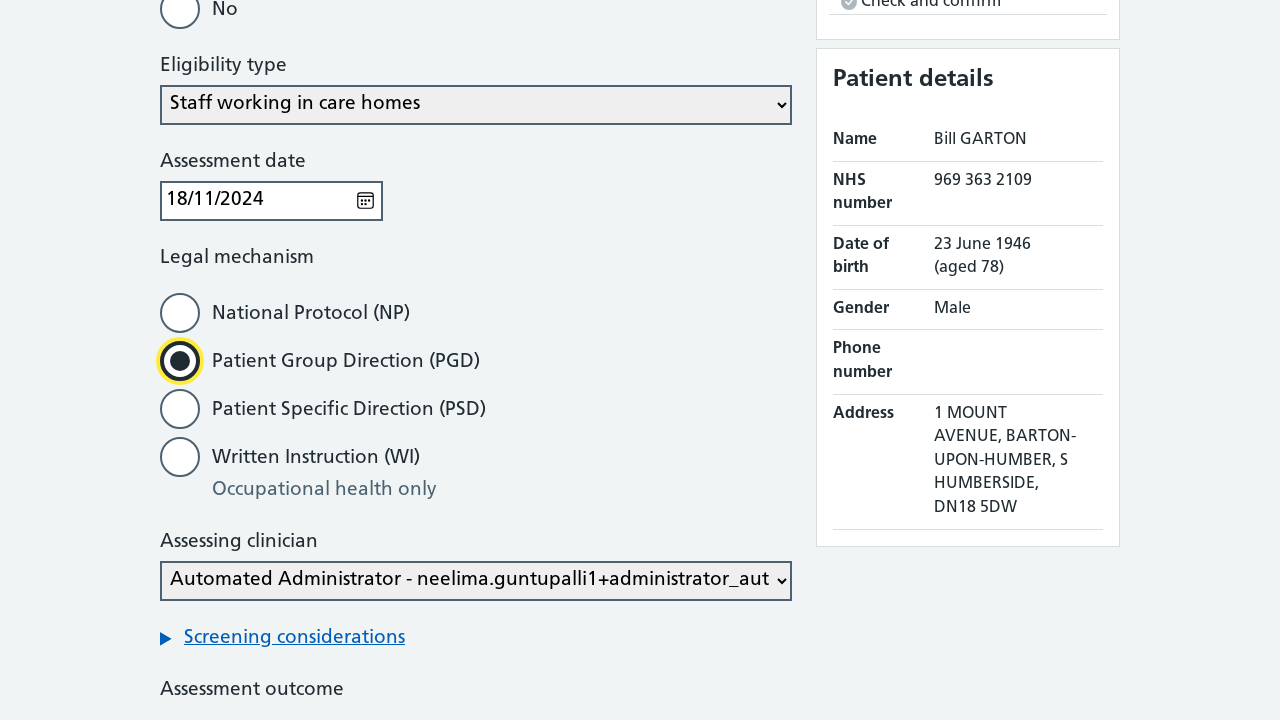 No
Eligibility type
Staff working in care homes
Assessment date
18/11/2024
Legal mechanism
National Protocol (NP)
Patient Group Direction (PGD)
Patient Specific Direction (PSD)
Written Instruction (WI)
Occupational health only
Assessing clinician
Automated Administrator - neelima.guntupalli1+administrator_aut
Screening considerations
Assessment outcome
Check and confirm
Patient details
Name Bill GARTON
NHS number 969 363 2109
Date of birth 23 June 1946 (aged 78)
Gender Male
Phone number
Address 1 MOUNT
AVENUE, BARTON-
UPON-HUMBER, S
HUMBERSIDE,
DN18 5DW